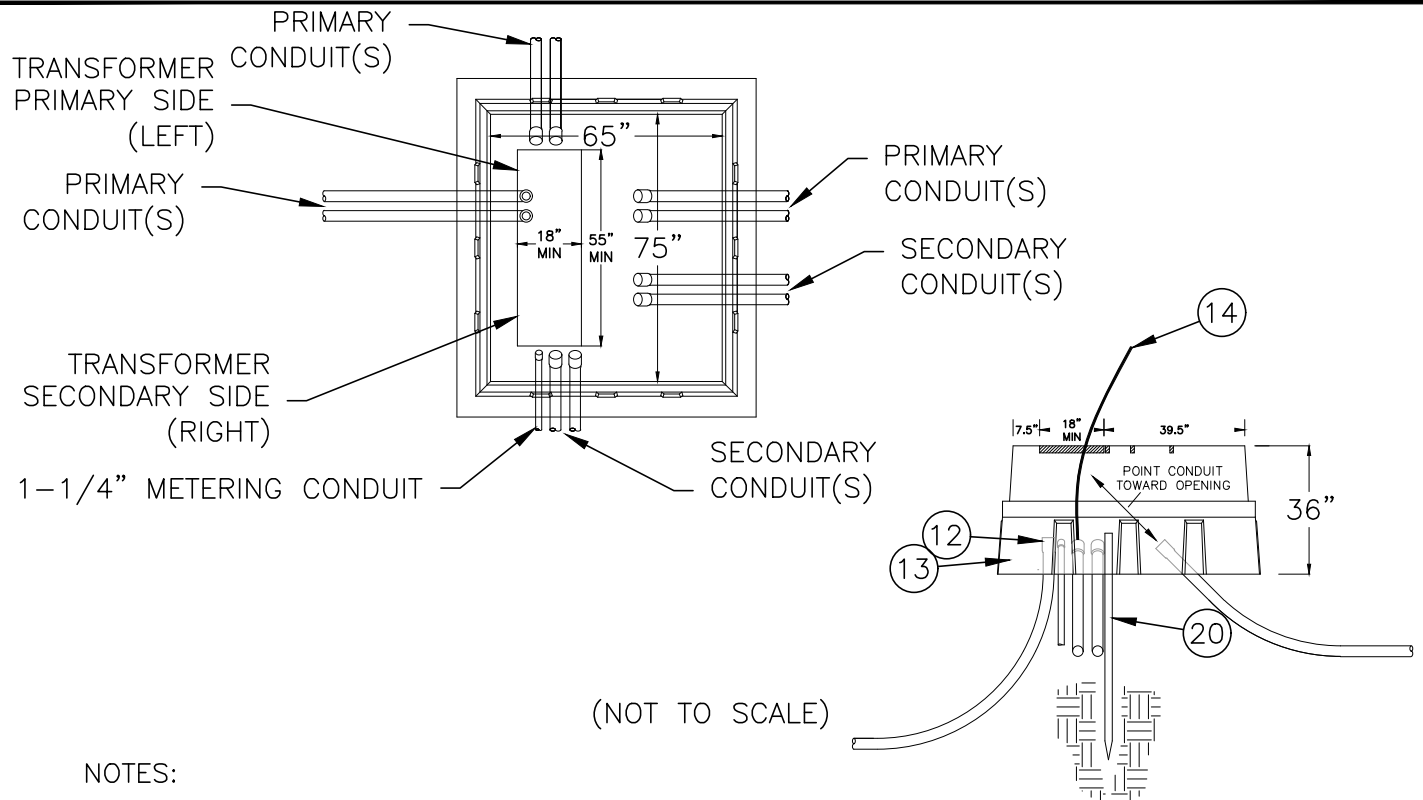 PRIMARY
CONDUIT(S)
TRANSFORMER
PRIMARY SIDE
(LEFT)
PRIMARY
CONDUIT(S)
65”
18”
MIN
55”
MIN
75”
PRIMARY
CONDUIT(S)
SECONDARY
CONDUIT(S)
TRANSFORMER
SECONDARY SIDE
(RIGHT)
1-1/4” METERING CONDUIT
SECONDARY
CONDUIT(S)
14
7.5”
18”
MIN
39.5”
POINT CONDUIT
TOWARD OPENING
36”
12
13
20
(NOT TO SCALE)
NOTES: